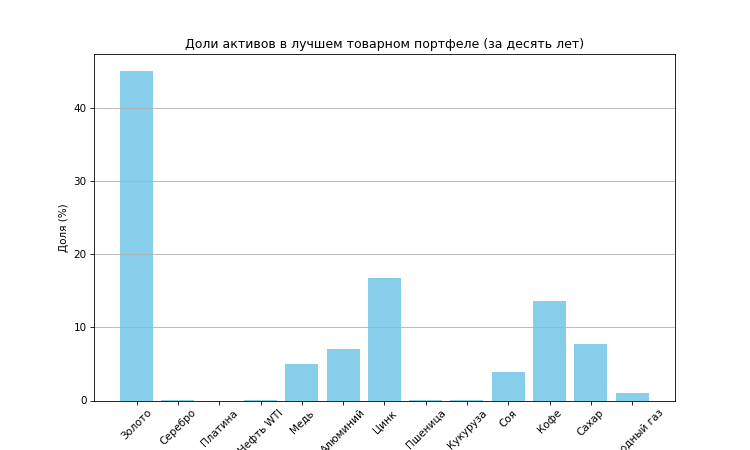 Доли активов в лучшем товарном портфеле (за десять лет)
Доля (%)
40
30
20
10
0
Золото
Серебро
Платина
Нефть WTI
Медь
Алюминий
Цинк
Пшеница
Кукуруза
Соя
Кофе
Сахар
одный газ